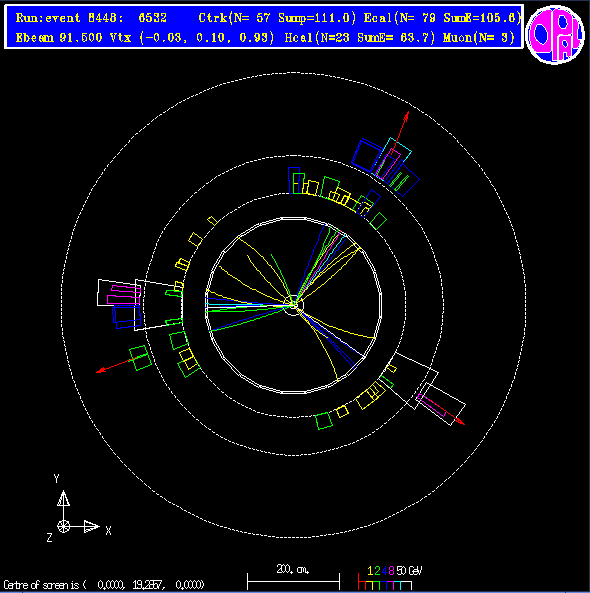 Run:event 8448: 6532 Ctrk(N= 57 Sump=111.0) Ecal(N= 79 SumE=105.6)
Ebeam 91.500 Vtx (-0.03, 0.10, 0.93) Hcal(N=23 SumE= 63.7) Muon(N= 3)
OPAL
Y
X
Z
200. cm.
1 2 4 8 50 GeV
Centre of screen is ( 0.0000, 19.2857, 0.0000)